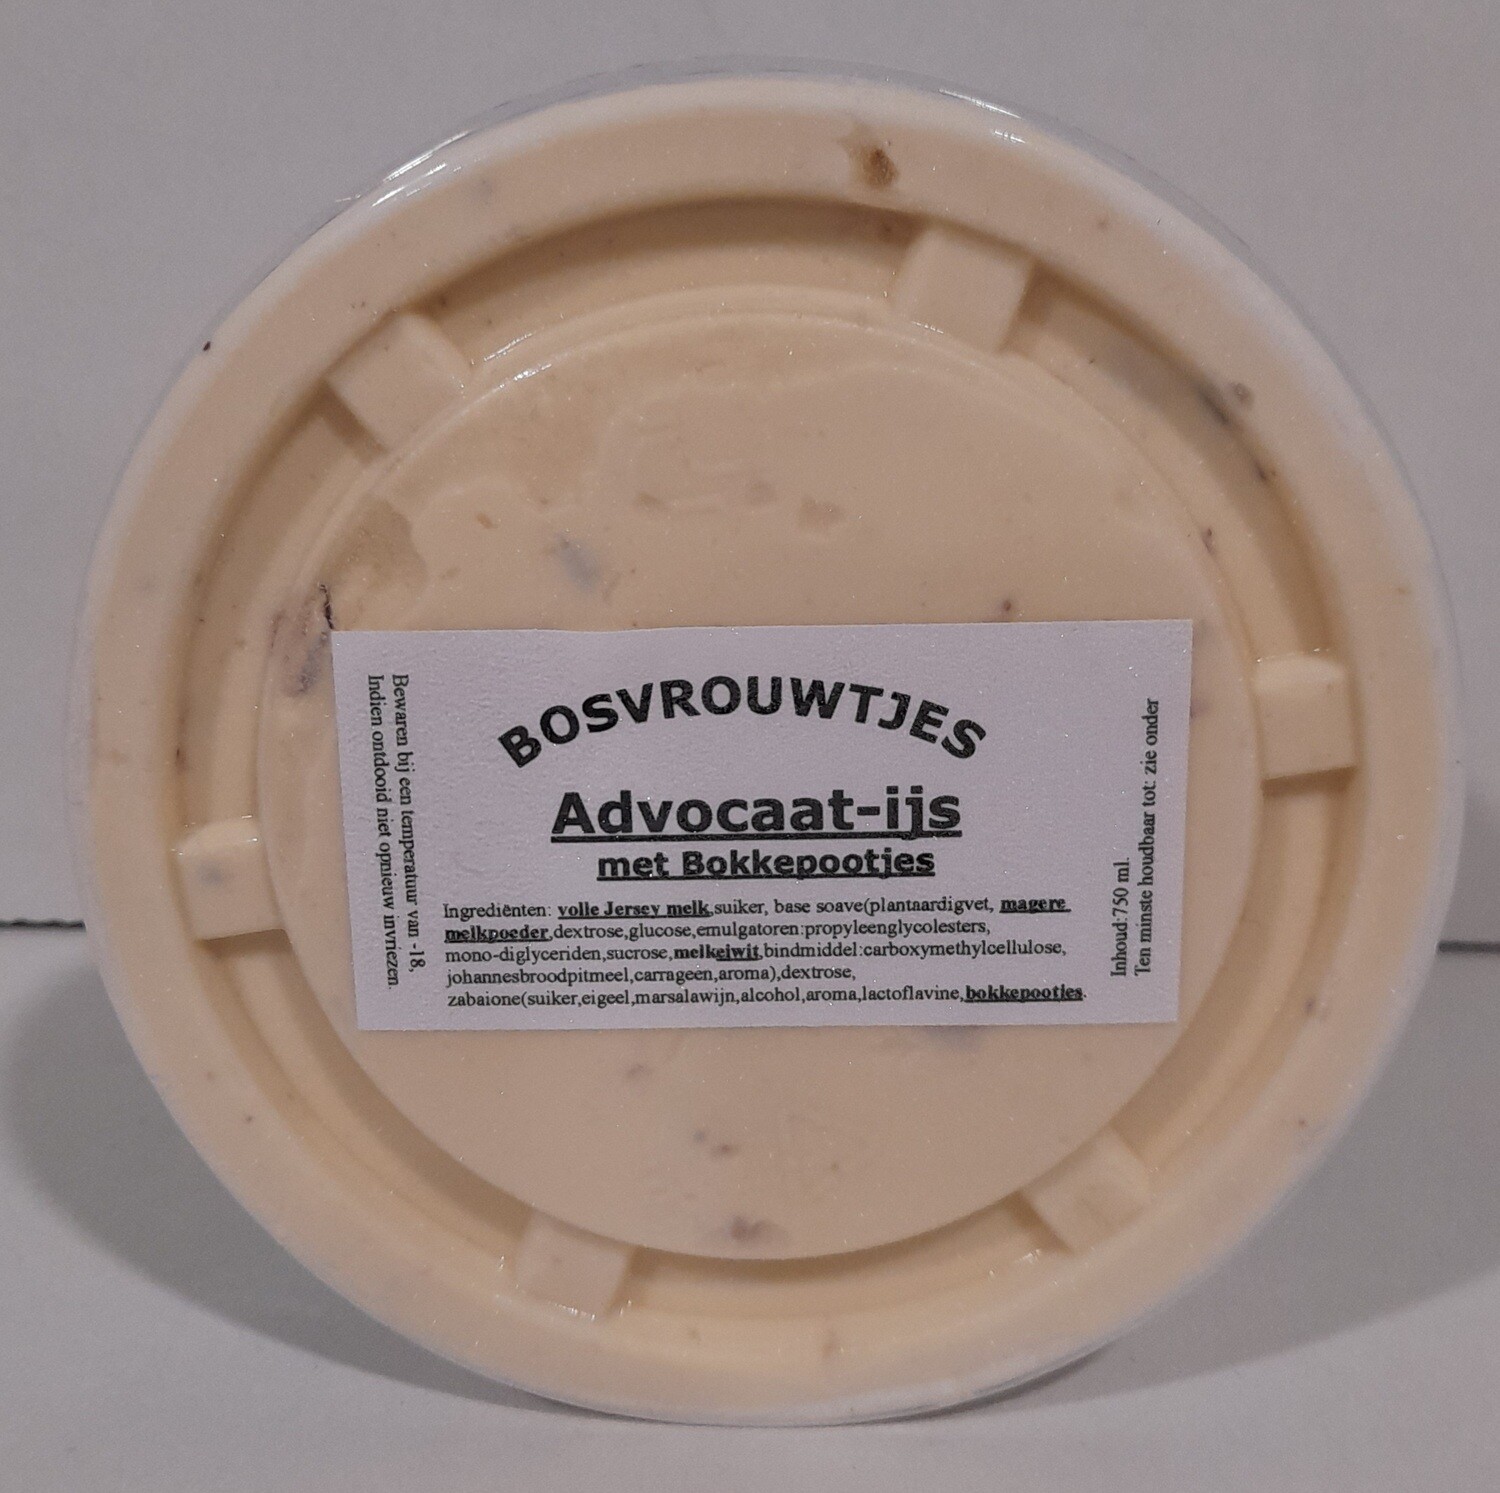 BOSVROUWTJES
Advocaat-ijs
met Bokkepootjes
Ingrediënten: volle Jersey melk,suiker, base soave(plantaardigvet, magere
melkpoeder,dextrose,glucose,emulgatoren:propyleenglycolesters,
mono-diglyceriden,sucrose,melkeiwit,bindmiddel:carboxymethylcellulose,
johannesbroodpitmeel,carrageen,aroma),dextrose,
zabaione(suiker,eigeel,marsalawijn,alcohol,aroma,lactoflavine,bokkepootjes.
Bewaren bij een temperatuur van -18,
Indien ontdooid niet opnieuw invriezen.
Inhoud:750 ml.
Ten minste houdbaar tot: zie onder